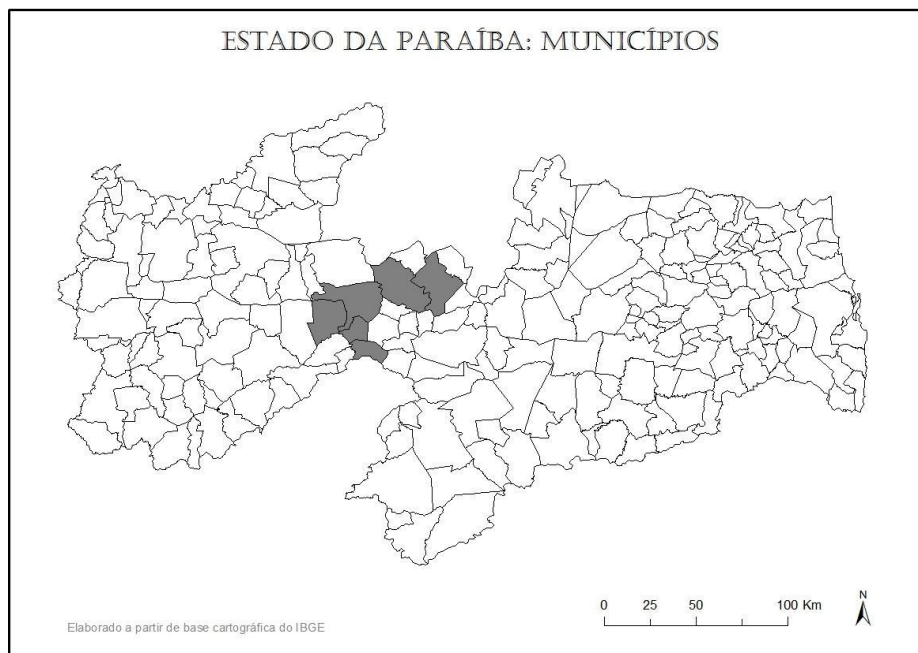 ESTADO DA PARAÍBA: MUNICÍPIOS
N
0 25 50 100 Km
Elaborado a partir de base cartográfica do IBGE